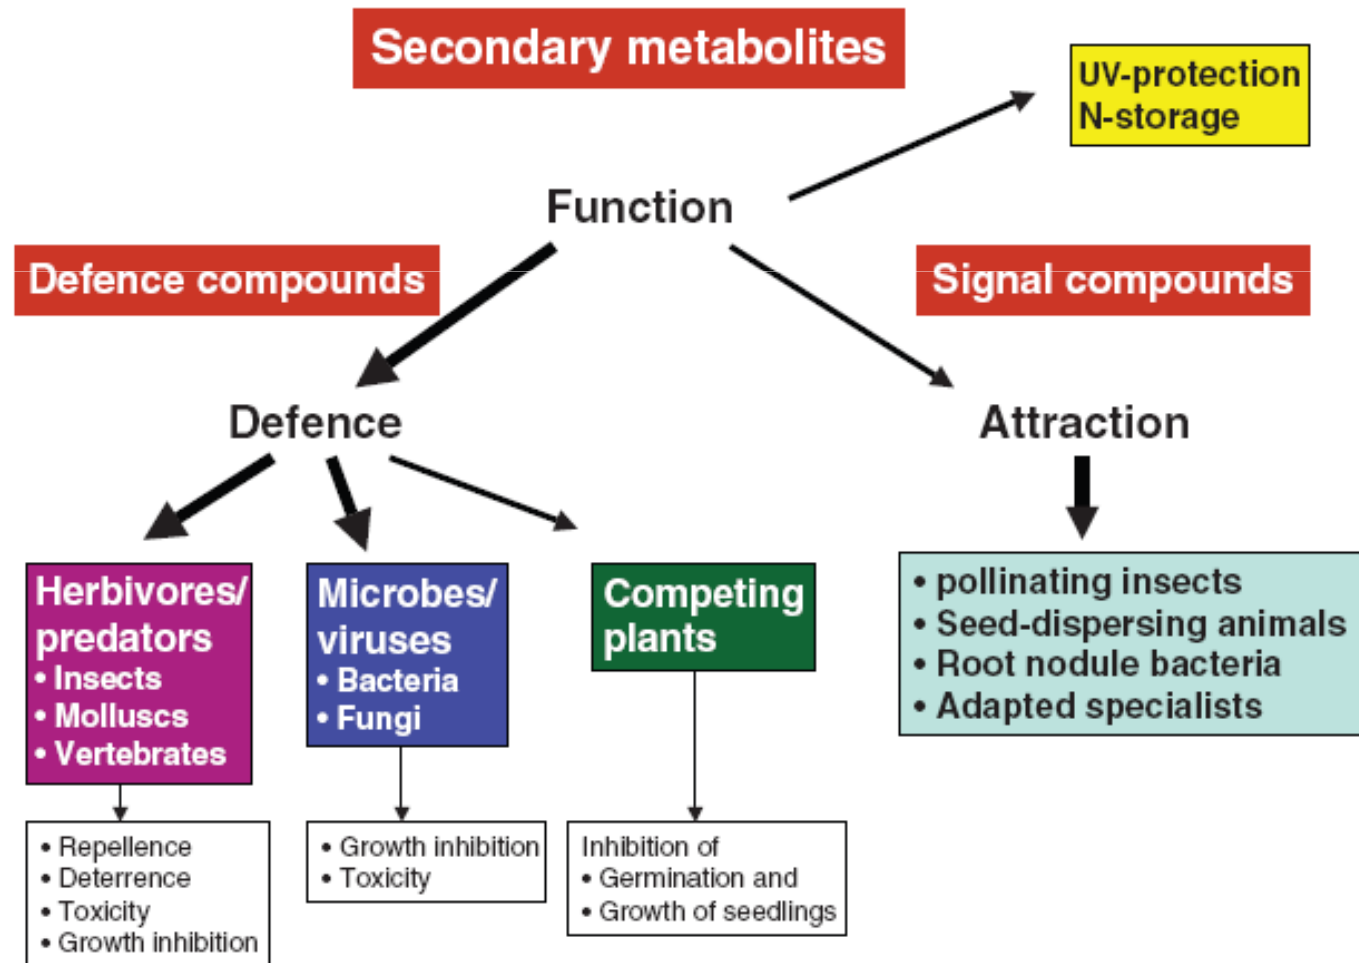 Secondary metabolites
UV-protection
N-storage
Function
Defence compounds
Signal compounds
Defence
Attraction
Herbivores/
predators
• Insects
• Molluscs
• Vertebrates
Microbes/
viruses
• Bacteria
• Fungi
Competing
plants
• pollinating insects
• Seed-dispersing animals
• Root nodule bacteria
• Adapted specialists
• Repellence
• Deterrence
• Toxicity
• Growth inhibition
• Growth inhibition
• Toxicity
Inhibition of
• Germination and
• Growth of seedlings